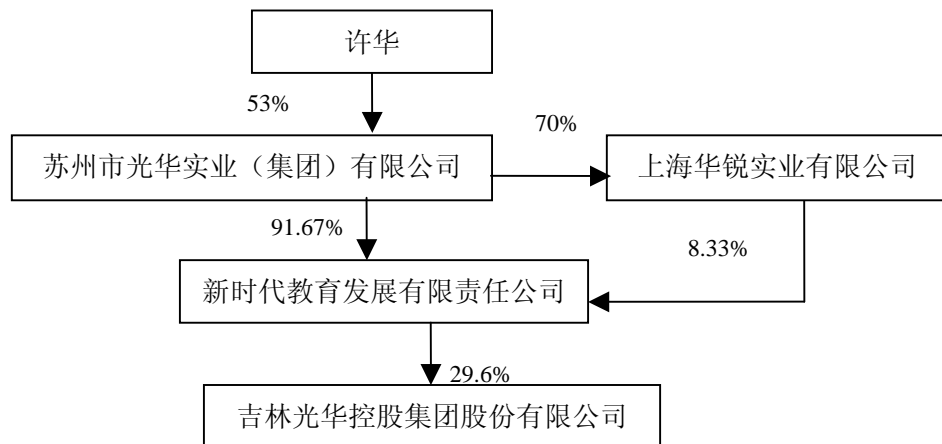 许华
53%
70%
苏州市光华实业（集团）有限公司
上海华锐实业有限公司
91.67%
8.33%
新时代教育发展有限责任公司
29.6%
吉林光华控股集团股份有限公司